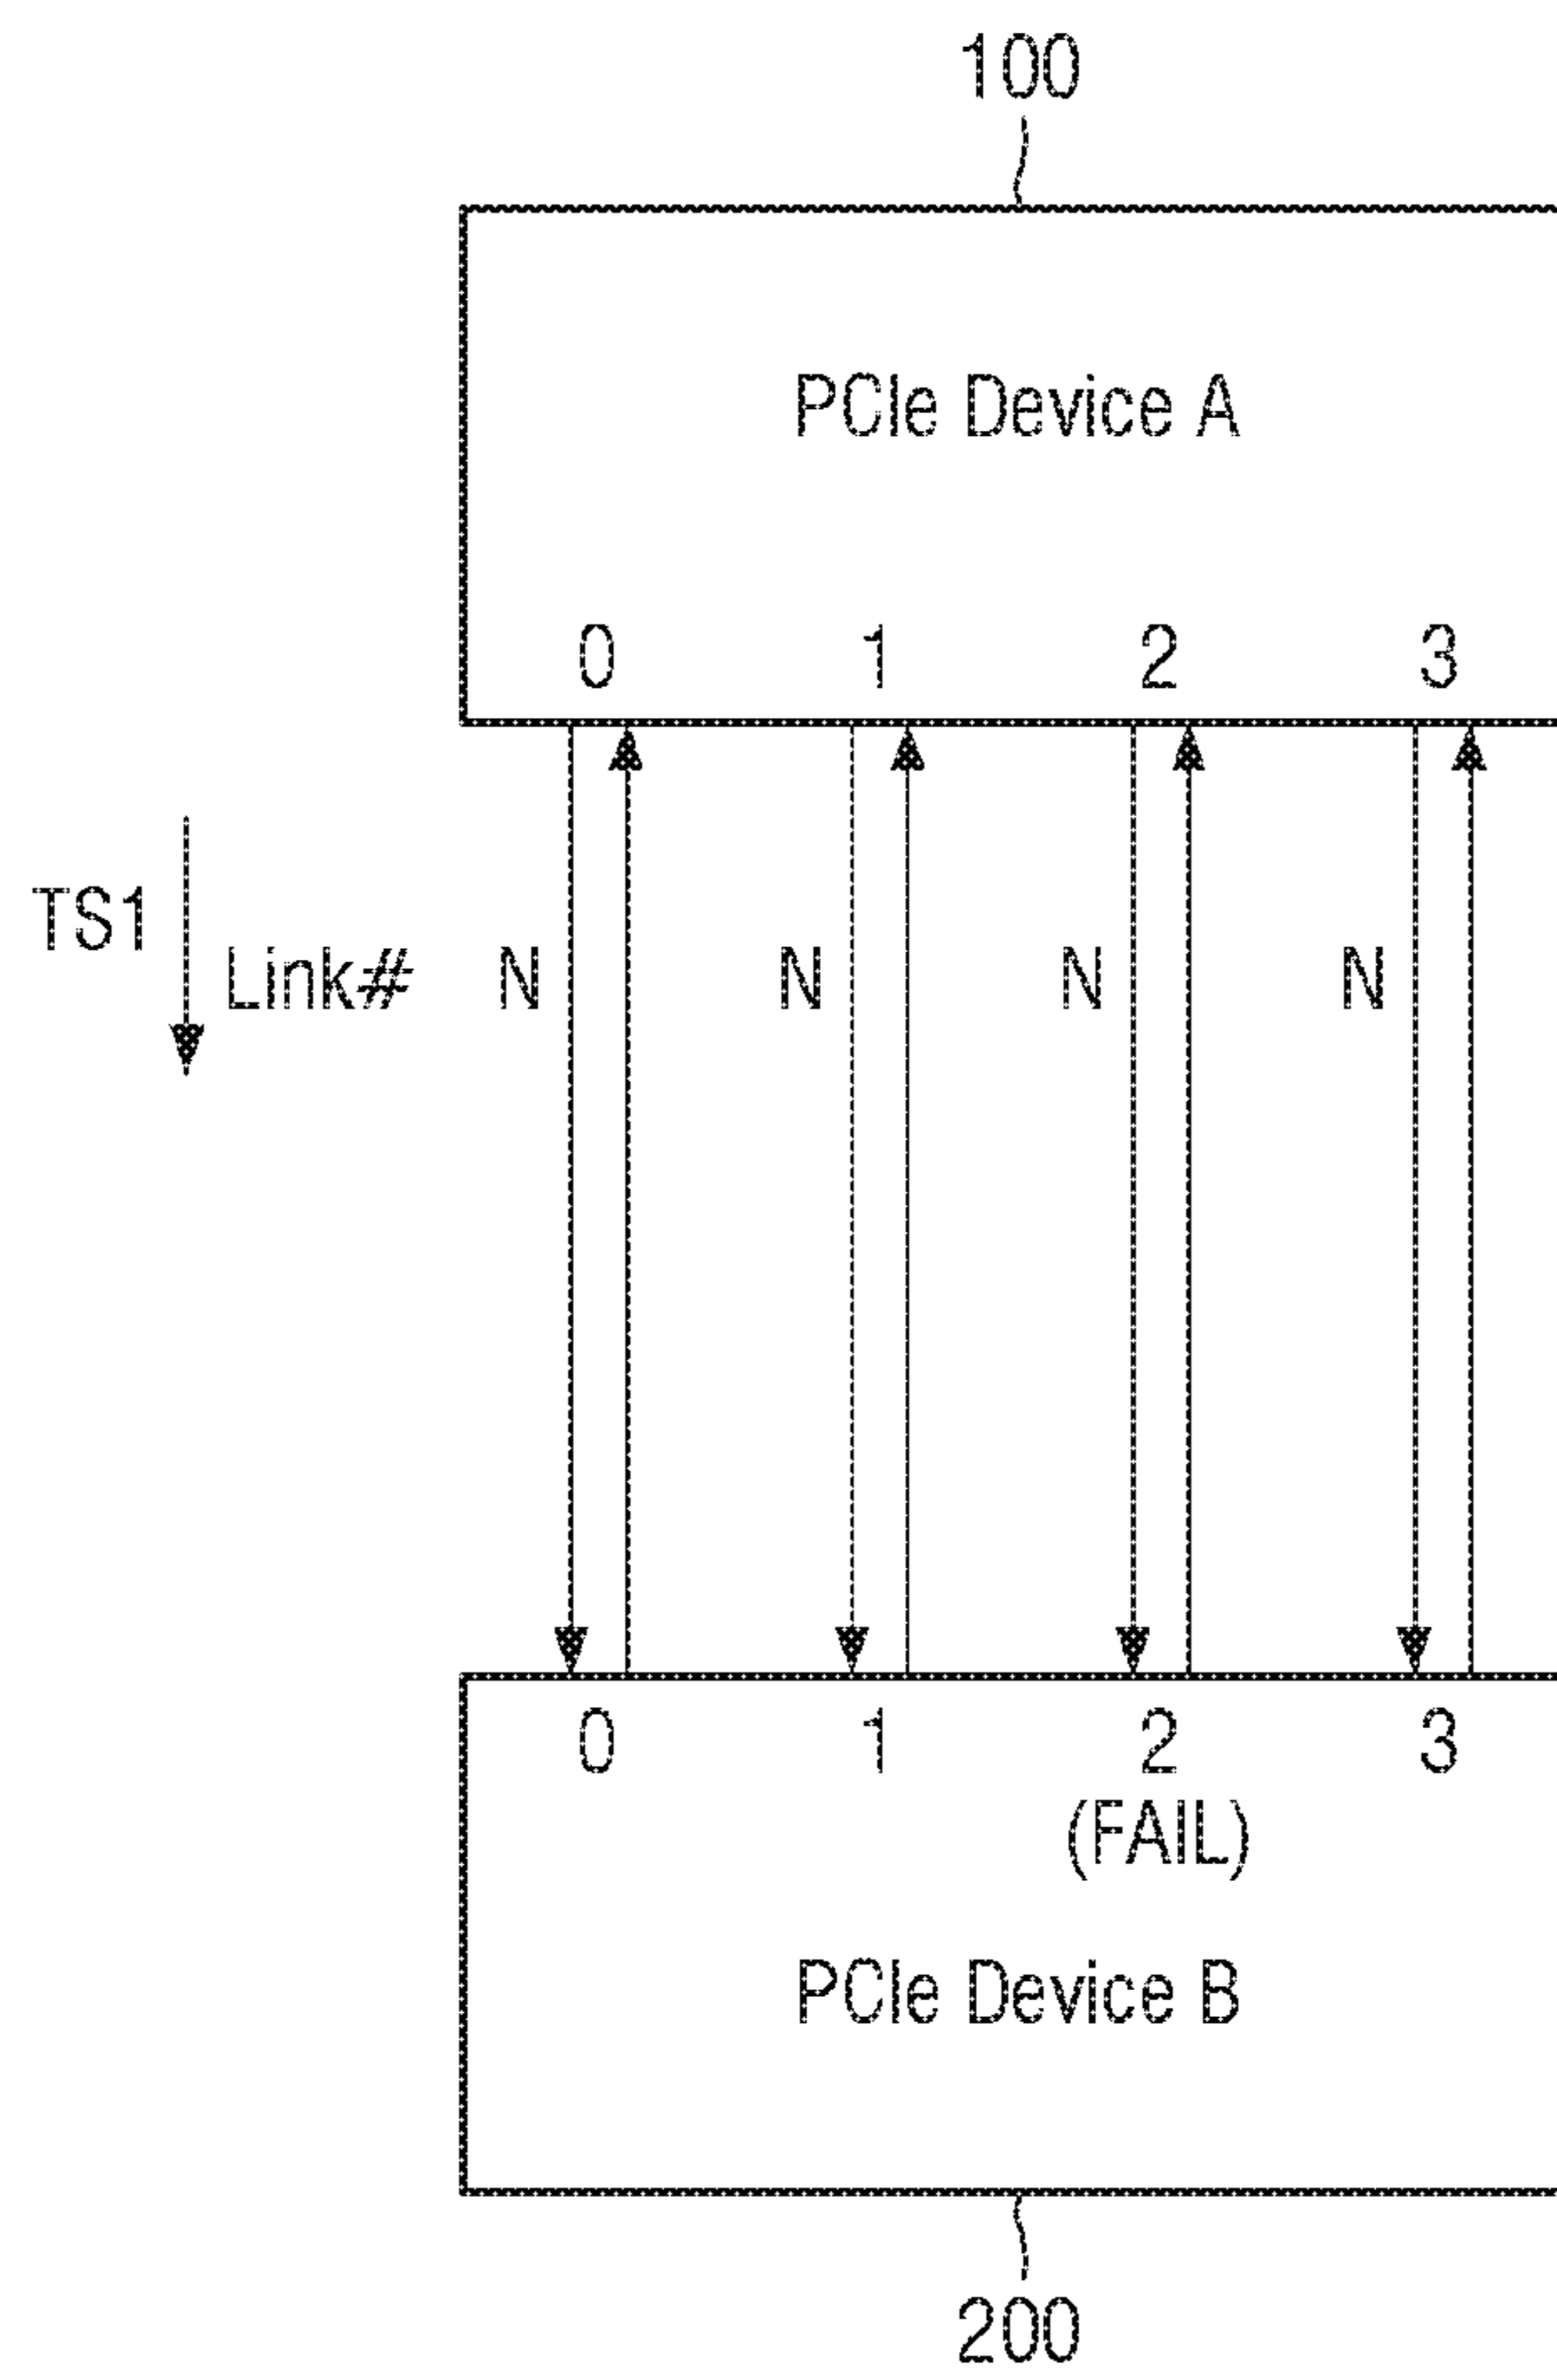 100
PCIe Device A
0 1 2 3
TS1
Link# N N N N
0 1 2 3
(FAIL)
PCIe Device B
200